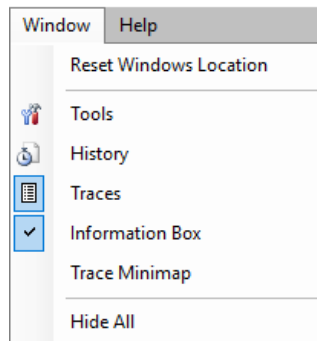 Window Help
Reset Windows Location
Tools
History
Traces
Information Box
Trace Minimap
Hide All